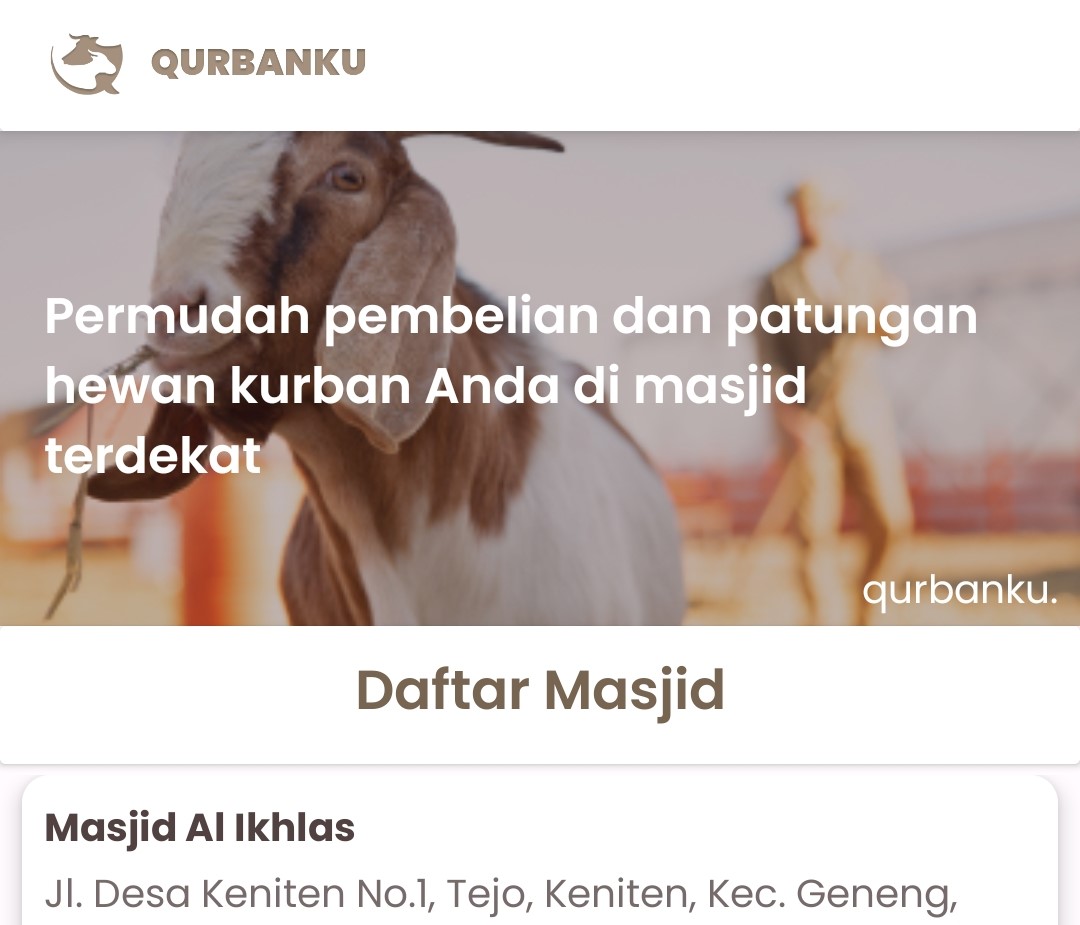 QURBANKU
Permudah pembelian dan patungan
hewan kurban Anda di masjid
terdekat
qurbanku.
Daftar Masjid
Masjid Al Ikhlas
Jl. Desa Keniten No.1, Tejo, Keniten, Kec. Geneng,